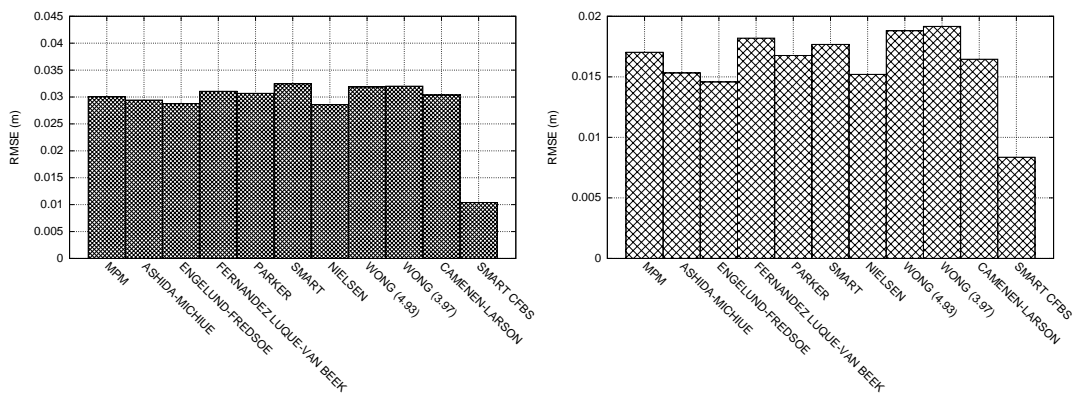 0.045
0.04
0.035
0.03
0.025
0.02
0.015
0.01
0.005
0
RMSE (m)
MPM
ASHIDA-MICHIUE
ENGELUND-FREDSOE
FERNANDEZ LUQUE-VAN BEEK
PARKER
SMART
NIELSEN
WONG (4.93)
WONG (3.97)
CAMENEN-LARSON
SMART CFBS
0.02
0.015
0.01
0.005
0
RMSE (m)
MPM
ASHIDA-MICHIUE
ENGELUND-FREDSOE
FERNANDEZ LUQUE-VAN BEEK
PARKER
SMART
NIELSEN
WONG (4.93)
WONG (3.97)
CAMENEN-LARSON
SMART CFBS